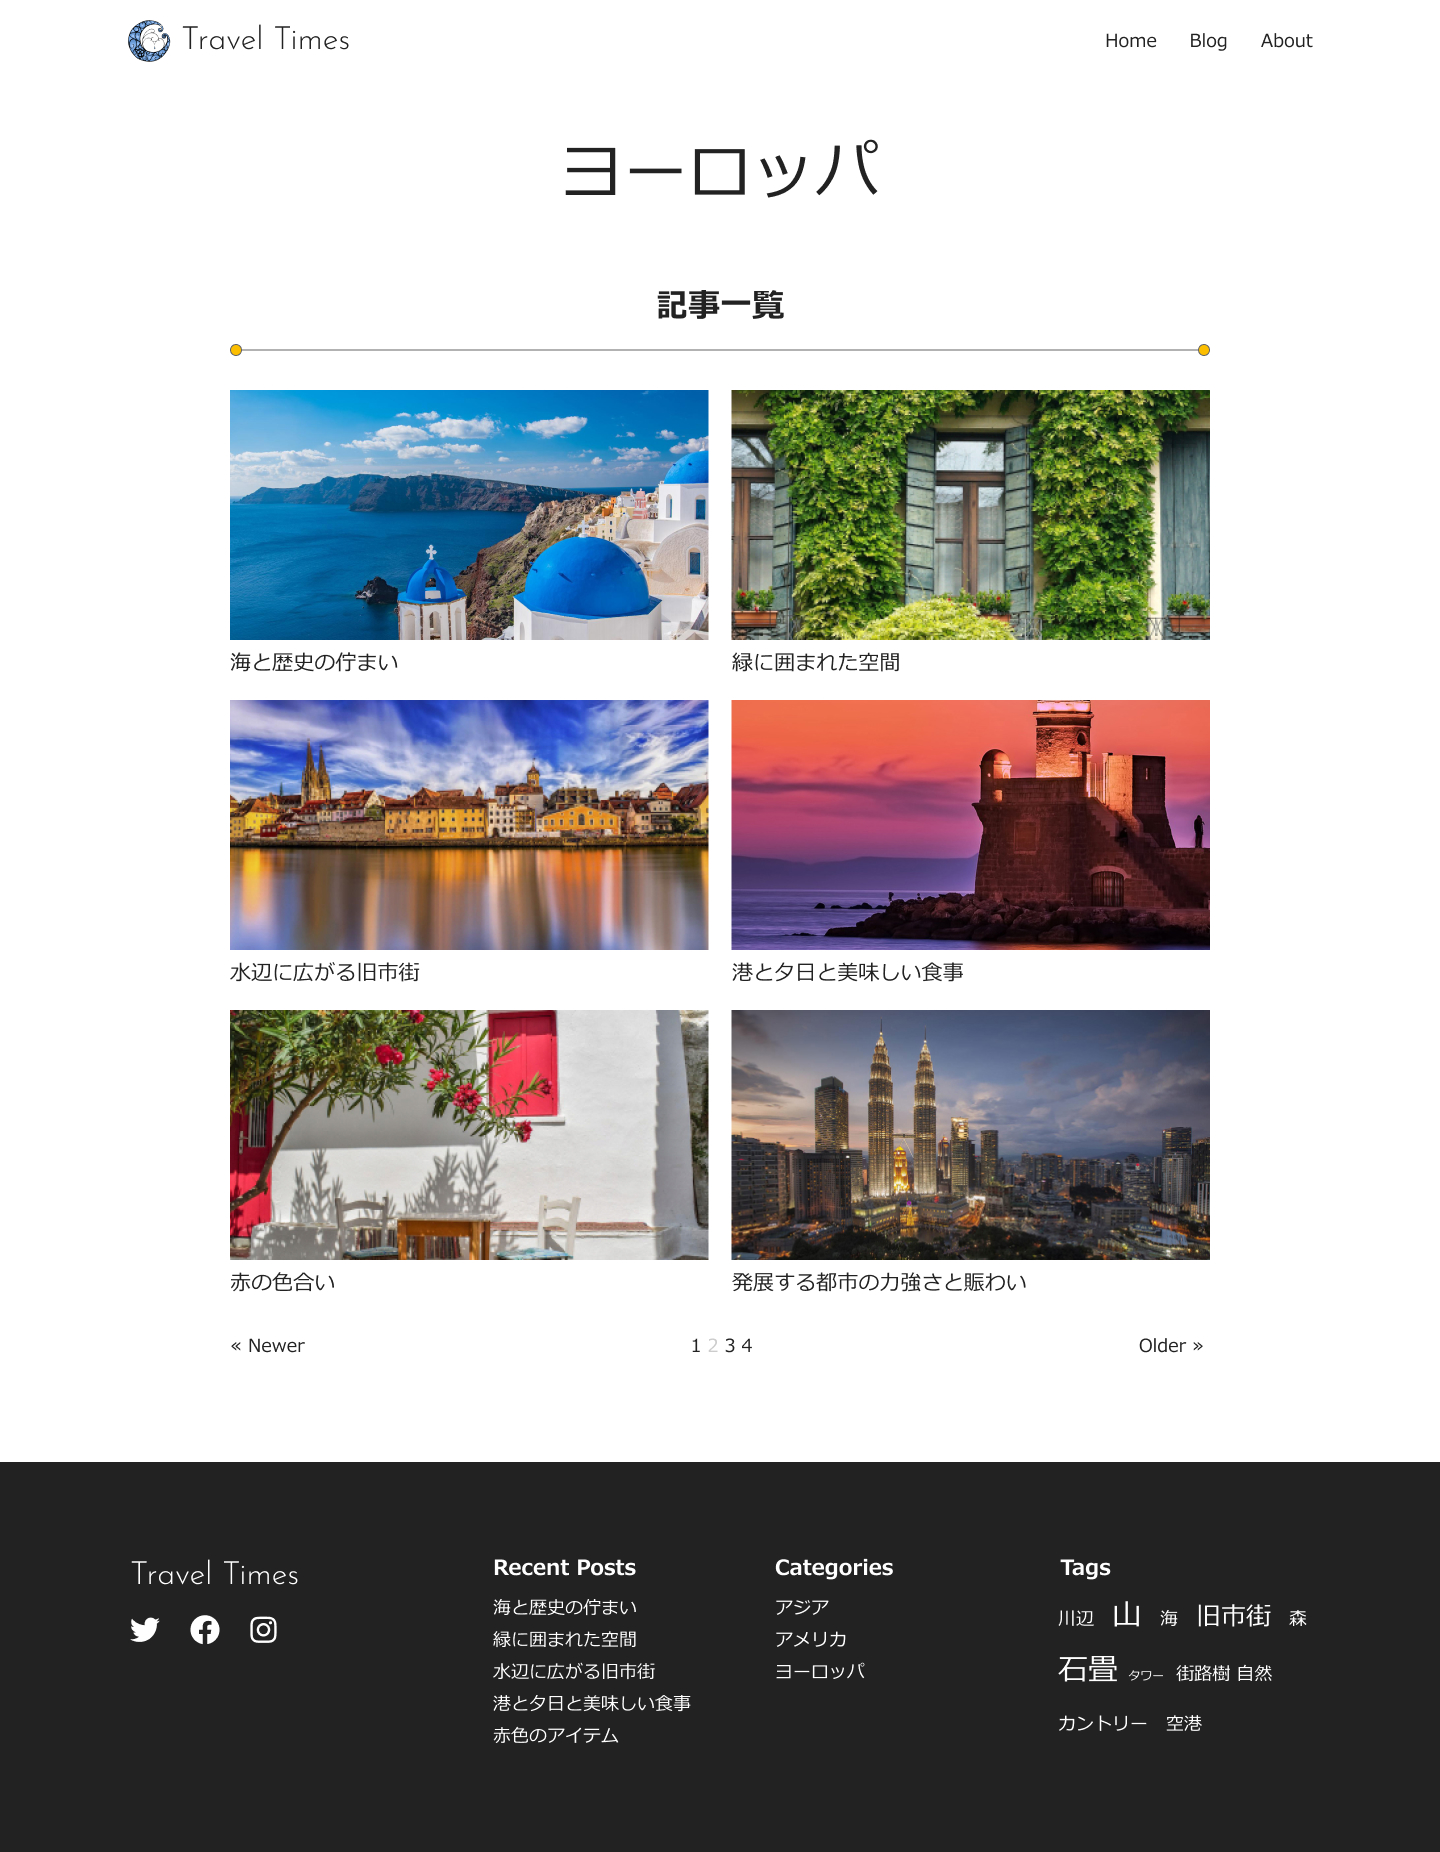 Travel Times
Home Blog About
ヨーロッパ
記事一覧
海と歴史の佇まい
緑に囲まれた空間
水辺に広がる旧市街
港と夕日と美味しい食事
赤の色合い
発展する都市の力強さと賑わい
« Newer
1 2 3 4
Older »
Travel Times
Recent Posts
海と歴史の佇まい
緑に囲まれた空間
水辺に広がる旧市街
港と夕日と美味しい食事
赤色のアイテム
Categories
アジア
アメリカ
ヨーロッパ
Tags
川辺 山 海 旧市街 森
石畳 タワー 街路樹 自然
カントリー 空港